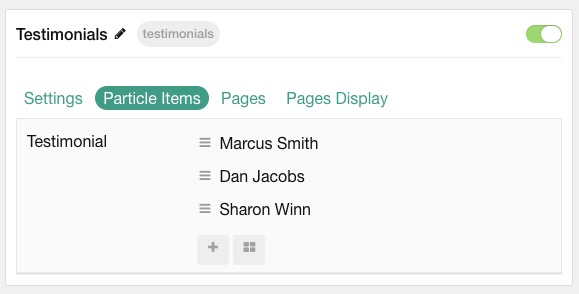 Testimonials testimonials
Settings Particle Items Pages Pages Display
Testimonial Marcus Smith
Dan Jacobs
Sharon Winn